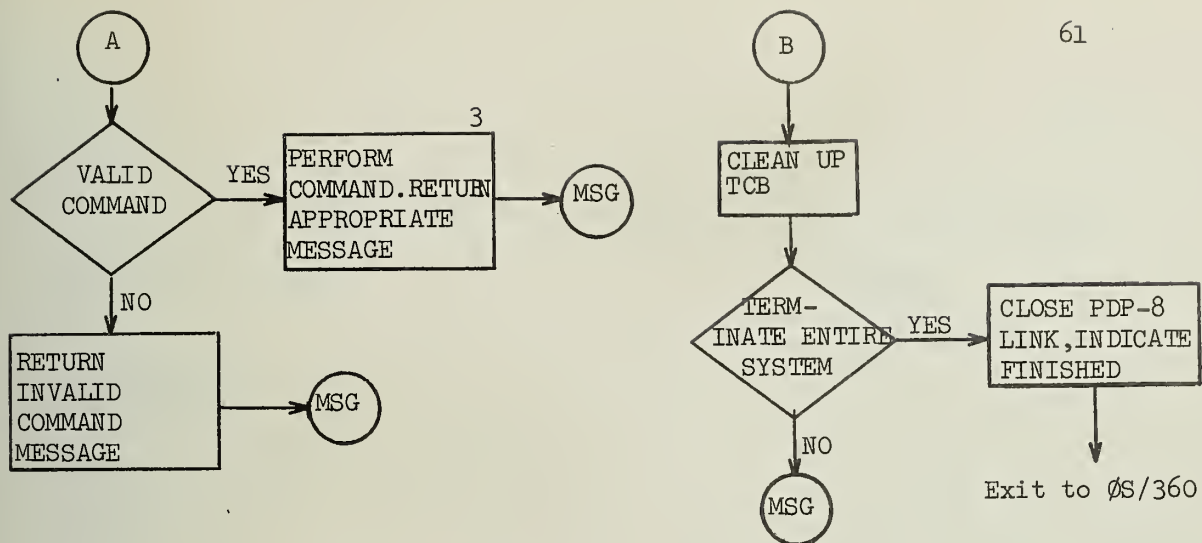 61
A
VALID
COMMAND
YES
3
PERFORM
COMMAND.RETURN
APPROPRIATE
MESSAGE
MSG
NO
RETURN
INVALID
COMMAND
MESSAGE
MSG
B
CLEAN UP
TCB
TERM-
INATE ENTIRE
SYSTEM
YES
CLOSE PDP-8
LINK,INDICATE
FINISHED
Exit to ØS/360
NO
MSG